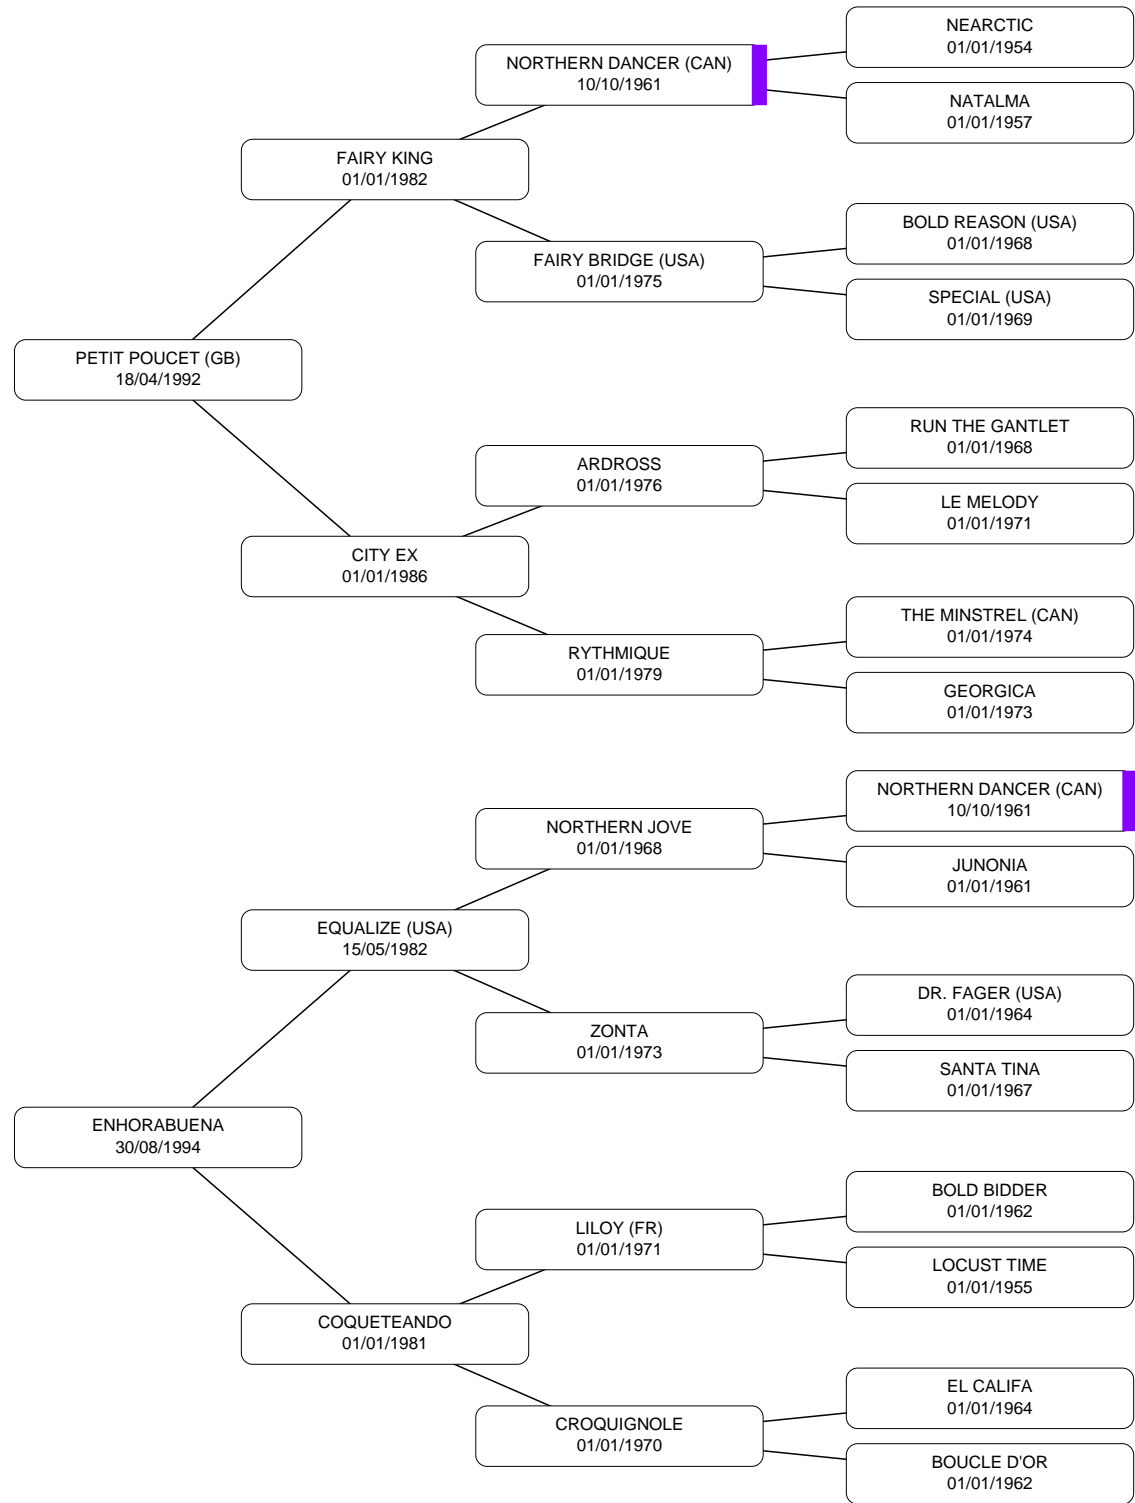 NEARCTIC
01/01/1954
NORTHERN DANCER (CAN)
10/10/1961
NATALMA
01/01/1957
FAIRY KING
01/01/1982
BOLD REASON (USA)
01/01/1968
FAIRY BRIDGE (USA)
01/01/1975
SPECIAL (USA)
01/01/1969
PETIT POUCET (GB)
18/04/1992
RUN THE GANTLET
01/01/1968
ARDROSS
01/01/1976
LE MELODY
01/01/1971
CITY EX
01/01/1986
THE MINSTREL (CAN)
01/01/1974
RYTHMIQUE
01/01/1979
GEORGICA
01/01/1973
NORTHERN DANCER (CAN)
10/10/1961
NORTHERN JOVE
01/01/1968
JUNONIA
01/01/1961
EQUALIZE (USA)
15/05/1982
DR. FAGER (USA)
01/01/1964
ZONTA
01/01/1973
SANTA TINA
01/01/1967
ENHORABUENA
30/08/1994
BOLD BIDDER
01/01/1962
LILOY (FR)
01/01/1971
LOCUST TIME
01/01/1955
COQUETEANDO
01/01/1981
EL CALIFA
01/01/1964
CROQUIGNOLE
01/01/1970
BOUCLE D'OR
01/01/1962